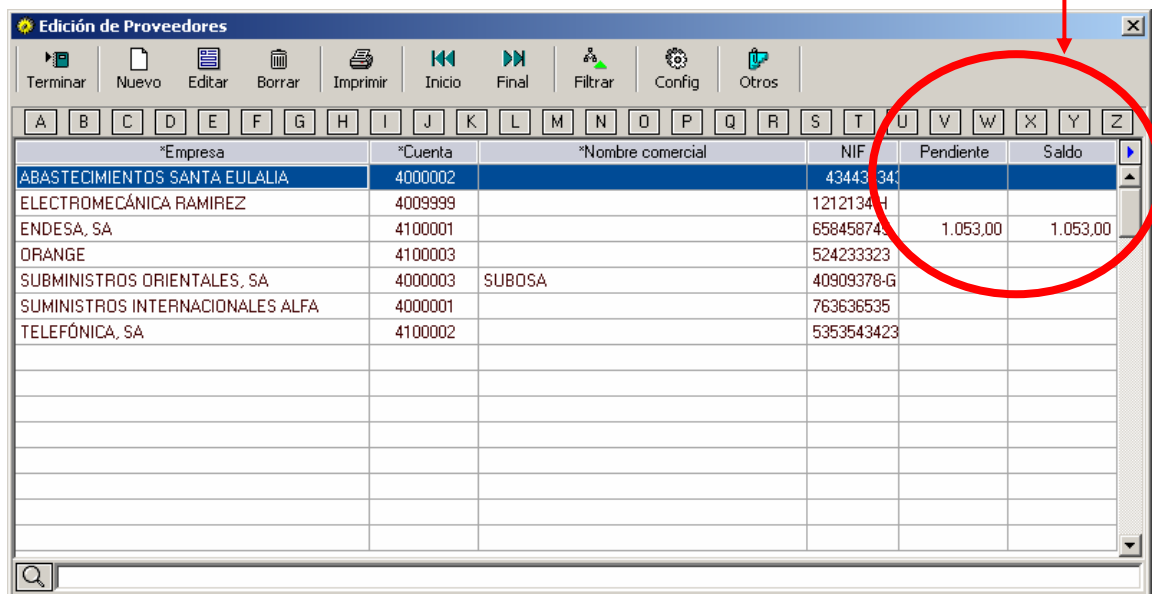 Edición de Proveedores
Terminar Nuevo Editar Borrar Imprimir Inicio Final Filtrar Config Otros
A B C D E F G H I J K L M N O P Q R S T U V W X Y Z
*Empresa *Cuenta *Nombre comercial NIF Pendiente Saldo
ABASTECIMIENTOS SANTA EULALIA 4000002
ELECTROMECÁNICA RAMIREZ 4009999
ENDESA, SA 4100001 1.053,00 1.053,00
ORANGE 4100003 524233323
SUBMINISTROS ORIENTALES, SA 4000003 SUBOSA 40909378-G
SUMINISTROS INTERNACIONALES ALFA 4000001 763636535
TELEFÓNICA, SA 4100002 5353543423